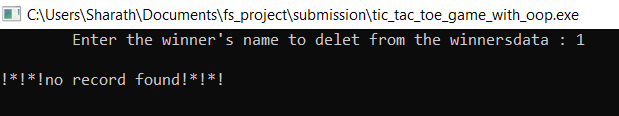 C:\Users\Sharath\Documents\fs_project\submission\tic_tac_toe_game_with_oop.exe
Enter the winner's name to delet from the winnersdata : 1
!*!*!no record found!*!*!